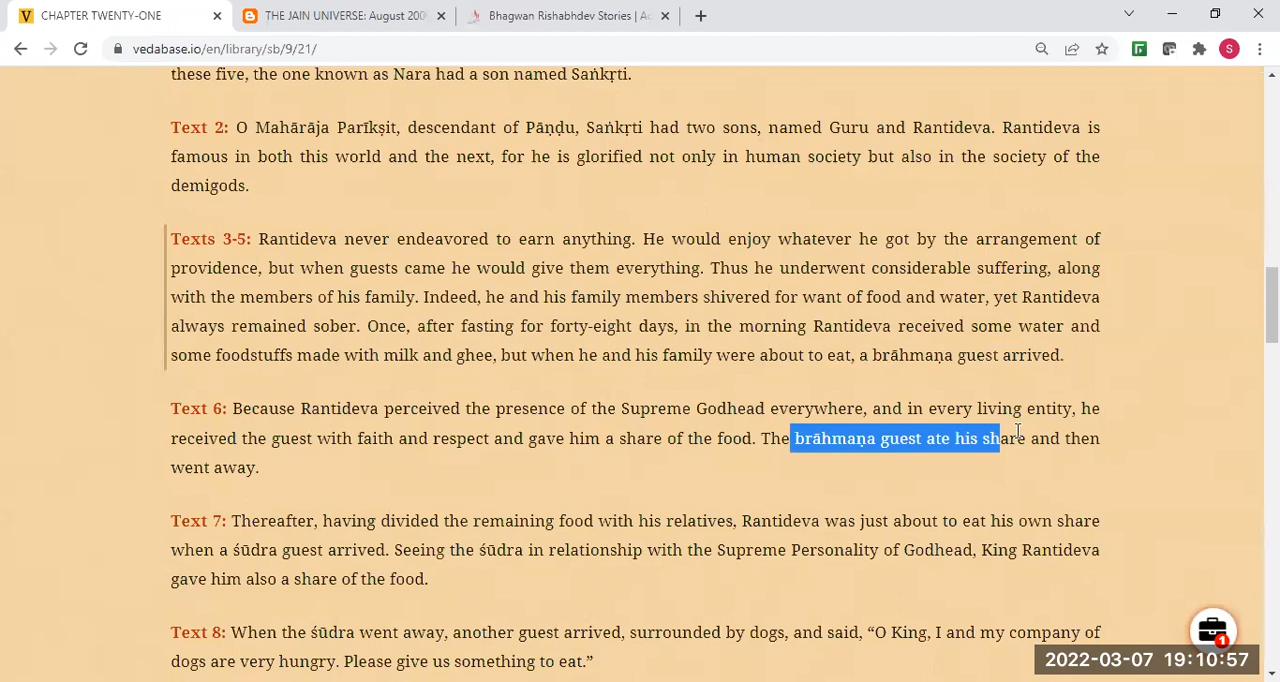 CHAPTER TWENTY-ONE
THE JAIN UNIVERSE: August 2009
Bhagwan Rishabhdev Stories | A
vedabase.io/en/library/sb/9/21/
S
these five, the one known as Nara had a son named Saṅkṛti.
Text 2: O Mahārāja Parīkṣit, descendant of Pāṇḍu, Saṅkṛti had two sons, named Guru and Rantideva. Rantideva is
famous in both this world and the next, for he is glorified not only in human society but also in the society of the
demigods.
Texts 3-5: Rantideva never endeavored to earn anything. He would enjoy whatever he got by the arrangement of
providence, but when guests came he would give them everything. Thus he underwent considerable suffering, along
with the members of his family. Indeed, he and his family members shivered for want of food and water, yet Rantideva
always remained sober. Once, after fasting for forty-eight days, in the morning Rantideva received some water and
some foodstuffs made with milk and ghee, but when he and his family were about to eat, a brāhmaṇa guest arrived.
Text 6: Because Rantideva perceived the presence of the Supreme Godhead everywhere, and in every living entity, he
received the guest with faith and respect and gave him a share of the food. The brāhmaṇa guest ate his share and then
went away.
Text 7: Thereafter, having divided the remaining food with his relatives, Rantideva was just about to eat his own share
when a śūdra guest arrived. Seeing the śūdra in relationship with the Supreme Personality of Godhead, King Rantideva
gave him also a share of the food.
Text 8: When the śūdra went away, another guest arrived, surrounded by dogs, and said, “O King, I and my company of
dogs are very hungry. Please give us something to eat.”
1
2022-03-07 19:10:57